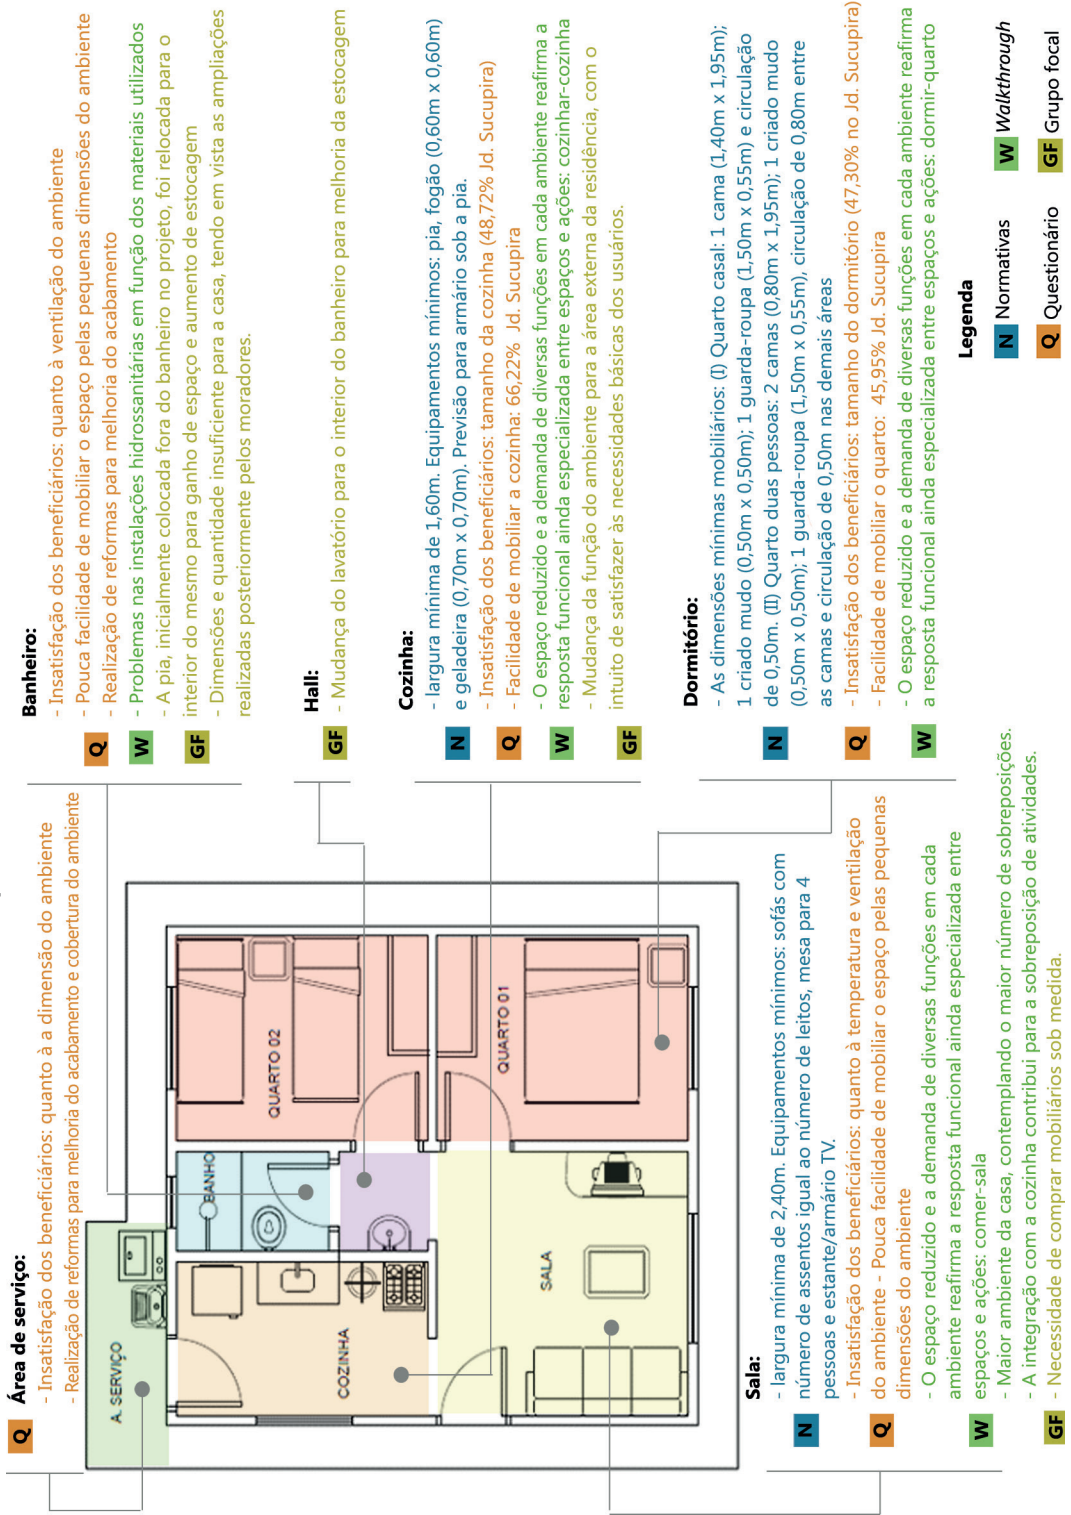 Área de serviço:
Q
- Insatisfação dos beneficiários: quanto à a dimensão do ambiente
- Realização de reformas para melhoria do acabamento e cobertura do ambiente
Banheiro:
- Insatisfação dos beneficiários: quanto à ventilação do ambiente
- Pouca facilidade de mobiliar o espaço pelas pequenas dimensões do ambiente
Q
- Realização de reformas para melhoria do acabamento
W
- Problemas nas instalações hidrossanitárias em função dos materiais utilizados
- A pia, inicialmente colocada fora do banheiro no projeto, foi relocada para o
GF
interior do mesmo para ganho de espaço e aumento de estocagem
- Dimensões e quantidade insuficiente para a casa, tendo em vista as ampliações
realizadas posteriormente pelos moradores.
Hall:
GF
- Mudança do lavatório para o interior do banheiro para melhoria da estocagem
Cozinha:
N
- largura mínima de 1,60m. Equipamentos mínimos: pia, fogão (0,60m x 0,60m)
e geladeira (0,70m x 0,70m). Previsão para armário sob a pia.
Q
- Insatisfação dos beneficiários: tamanho da cozinha (48,72% Jd. Sucupira)
- Facilidade de mobiliar a cozinha: 66,22% Jd. Sucupira
W
- O espaço reduzido e a demanda de diversas funções em cada ambiente reafirma a
resposta funcional ainda especializada entre espaços e ações: cozinhar-cozinha
GF
- Mudança da função do ambiente para a área externa da residência, com o
intuito de satisfazer às necessidades básicas dos usuários.
Dormitório:
N
- As dimensões mínimas mobiliários: (I) Quarto casal: 1 cama (1,40m x 1,95m);
1 criado mudo (0,50m x 0,50m); 1 guarda-roupa (1,50m x 0,55m) e circulação
de 0,50m. (II) Quarto duas pessoas: 2 camas (0,80m x 1,95m); 1 criado mudo
(0,50m x 0,50m); 1 guarda-roupa (1,50m x 0,55m), circulação de 0,80m entre
as camas e circulação de 0,50m nas demais áreas
Q
- Insatisfação dos beneficiários: tamanho do dormitório (47,30% no Jd. Sucupira)
- Facilidade de mobiliar o quarto: 45,95% Jd. Sucupira
W
- O espaço reduzido e a demanda de diversas funções em cada ambiente reafirma
a resposta funcional ainda especializada entre espaços e ações: dormir-quarto
A. SERVIÇO
BANHO
QUARTO 02
COZINHA
SALA
QUARTO 01
Sala:
N
- largura mínima de 2,40m. Equipamentos mínimos: sofás com
número de assentos igual ao número de leitos, mesa para 4
pessoas e estante/armário TV.
Q
- Insatisfação dos beneficiários: quanto à temperatura e ventilação
do ambiente - Pouca facilidade de mobiliar o espaço pelas pequenas
dimensões do ambiente
W
- O espaço reduzido e a demanda de diversas funções em cada
ambiente reafirma a resposta funcional ainda especializada entre
espaços e ações: comer-sala
- Maior ambiente da casa, contemplando o maior número de sobreposições.
- A integração com a cozinha contribui para a sobreposição de atividades.
GF
- Necessidade de comprar mobiliários sob medida.
Legenda
N Normativas
W Walkthrough
Q Questionário
GF Grupo focal